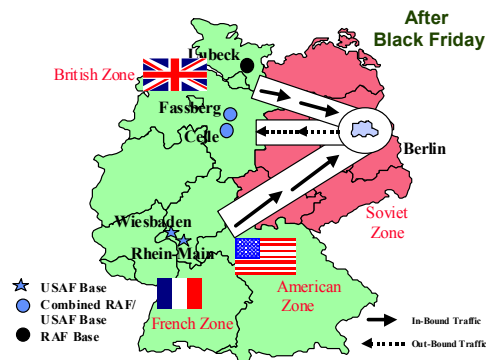 After
Black Friday
Lubeck
British Zone
Fassberg
Celle
Berlin
Soviet
Zone
Wiesbaden
Rhein-Main
American
Zone
French Zone
USAF Base
Combined RAF/
USAF Base
RAF Base
In-Bound Traffic
Out-Bound Traffic